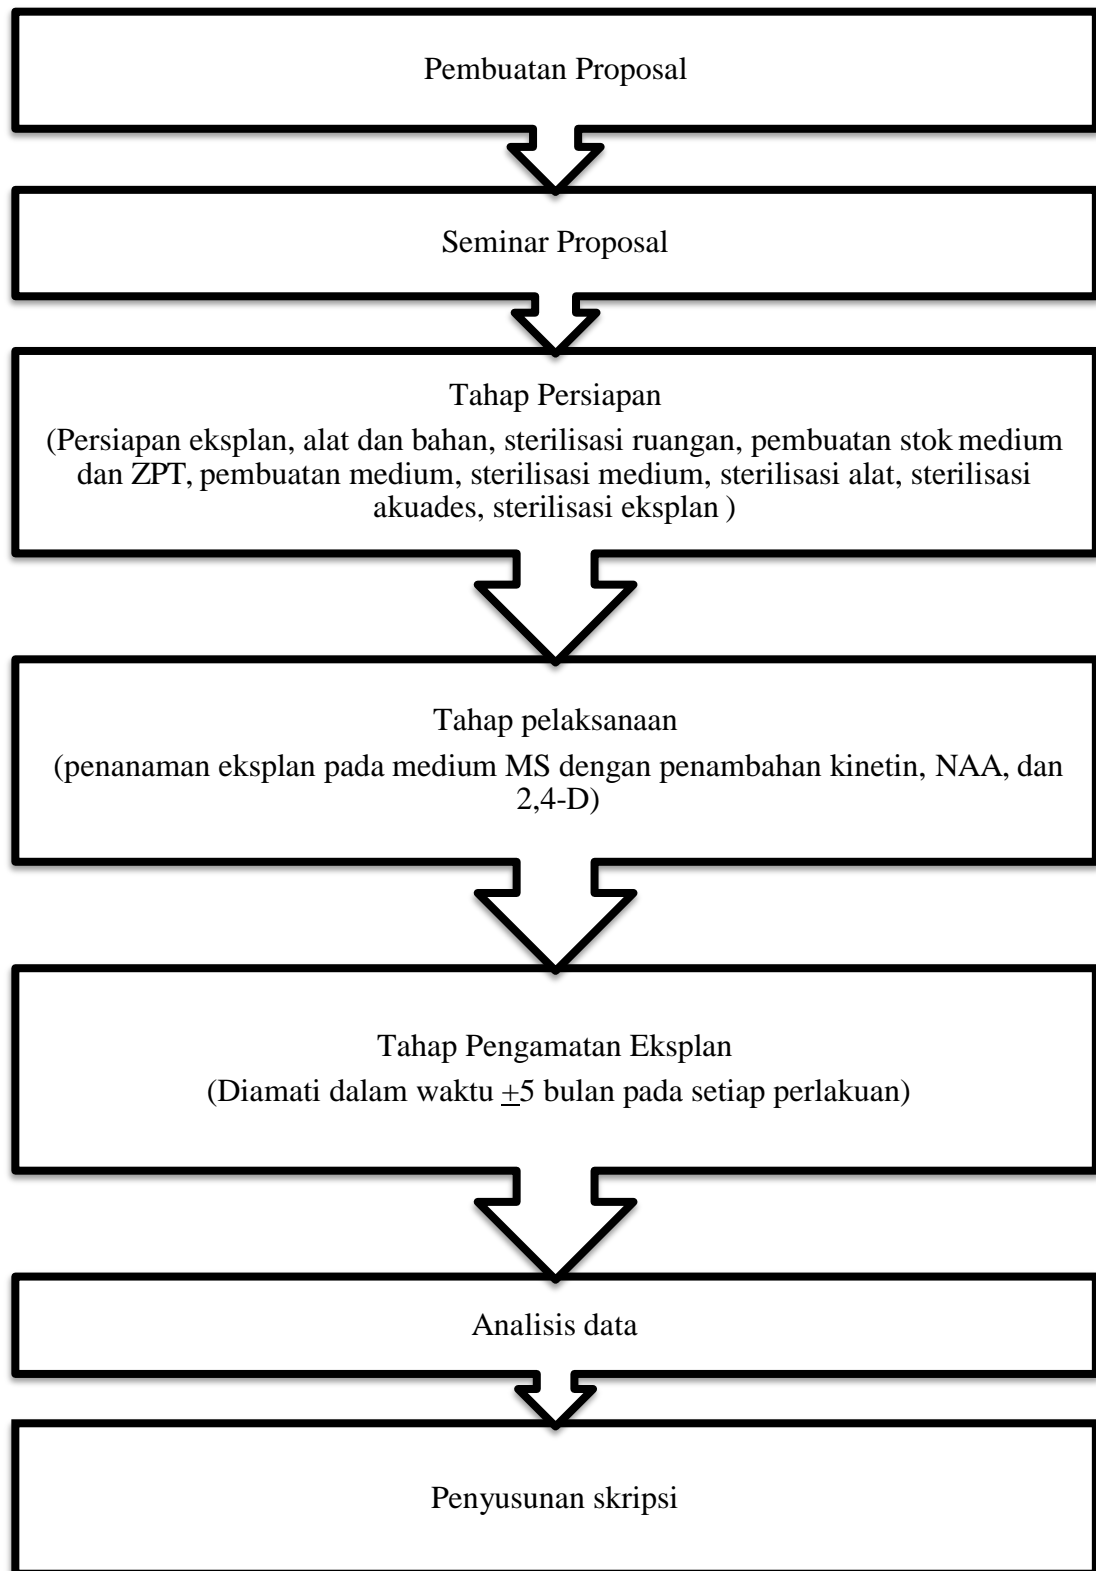 Pembuatan Proposal
Seminar Proposal
Tahap Persiapan
(Persiapan eksplan, alat dan bahan, sterilisasi ruangan, pembuatan stok medium
dan ZPT, pembuatan medium, sterilisasi medium, sterilisasi alat, sterilisasi
akuades, sterilisasi eksplan )
Tahap pelaksanaan
(penanaman eksplan pada medium MS dengan penambahan kinetin, NAA, dan
2,4-D)
Tahap Pengamatan Eksplan
(Diamati dalam waktu ±5 bulan pada setiap perlakuan)
Analisis data
Penyusunan skripsi